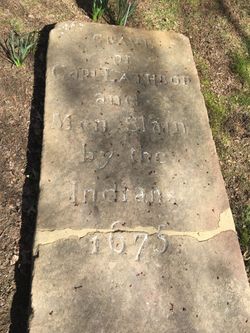 GRAVE
OF
Capt. LATHROP
and
Men Slain
by the
Indians
1675